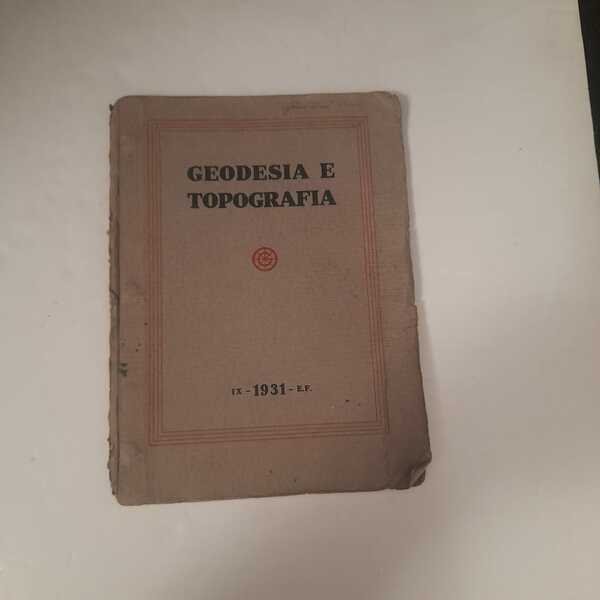 GEODESIA E
TOPOGRAFIA
IX - 1931 - E.F.